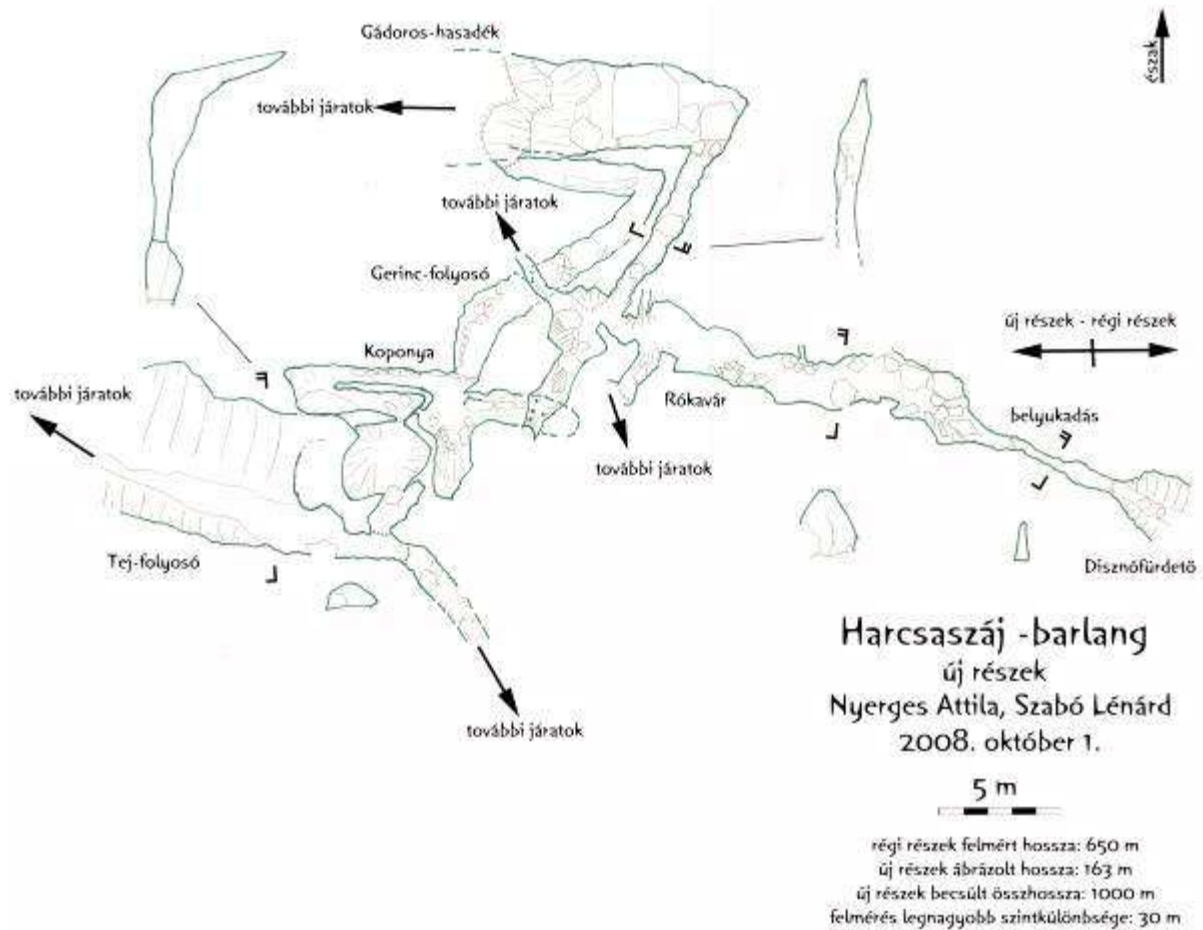 Gádoros-hasadék
észak
további járatok
további járatok
Gerinc-folyosó
új részek - régi részek
Koponya
további járatok
Rókavár
belyukadás
további járatok
Tej-folyosó
Disznófürdető
további járatok
Harcsaszáj -barlang
új részek
Nyerges Attila, Szabó Lénárd
2008. október 1.
5 m
régi részek felmért hossza: 650 m
új részek ábrázolt hossza: 163 m
új részek becsült összhossza: 1000 m
felmérés legnagyobb szintkülönbsége: 30 m